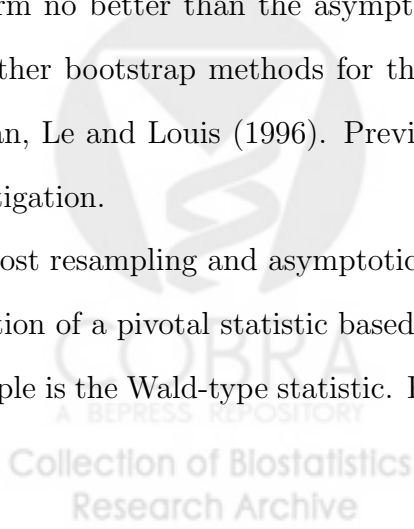 rm no better than the asympt
ther bootstrap methods for th
an, Le and Louis (1996). Previ
tigation.
ost resampling and asymptotic
tion of a pivotal statistic based
ple is the Wald-type statistic.
COBRA
A BEPRESS REPOSITORY
Collection of Biostatistics
Research Archive